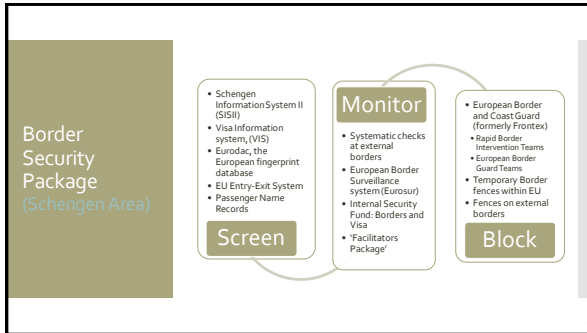 Border
Security
Package
(Schengen Area)
• Schengen
Information System II
(SISII)
• Visa Information
system, (VIS)
• Eurodac, the
European fingerprint
database
• EU Entry-Exit System
• Passenger Name
Records
Screen
Monitor
• Systematic checks
at external
borders
• European Border
Surveillance
system (Eurosur)
• Internal Security
Fund: Borders and
Visa
• ‘Facilitators
Package’
• European Border
and Coast Guard
(formerly Frontex)
• Rapid Border
Intervention Teams
• European Border
Guard Teams
• Temporary Border
fences within EU
• Fences on external
borders
Block